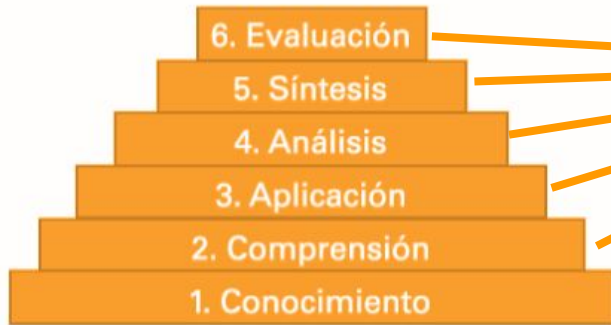 6. Evaluación
5. Síntesis
4. Análisis
3. Aplicación
2. Comprensión
1. Conocimiento